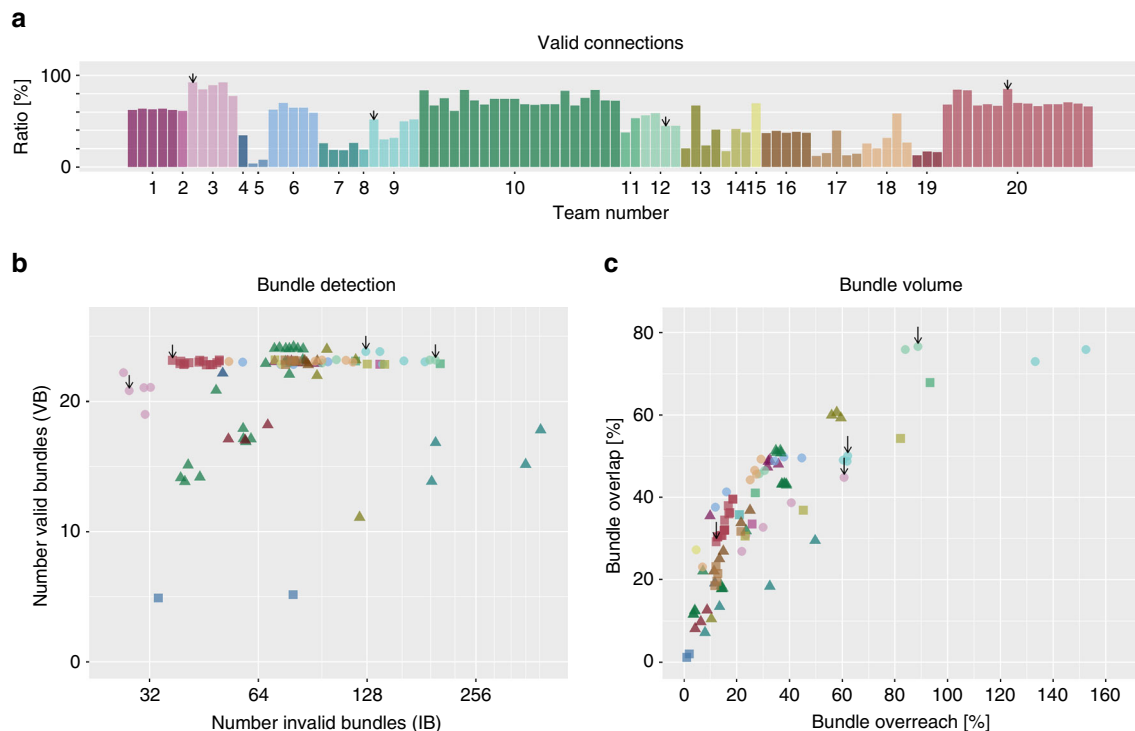 a
Valid connections
Ratio [%]
100
0
1 2 3 4 5 6 7 8 9 10 11 12 13 14 15 16 17 18 19 20
Team number
b
Bundle detection
Number valid bundles (VB)
20
10
0
32 64 128 256
Number invalid bundles (IB)
c
Bundle volume
Bundle overlap [%]
80
60
40
20
0
0 20 40 60 80 100 120 140 160
Bundle overreach [%]